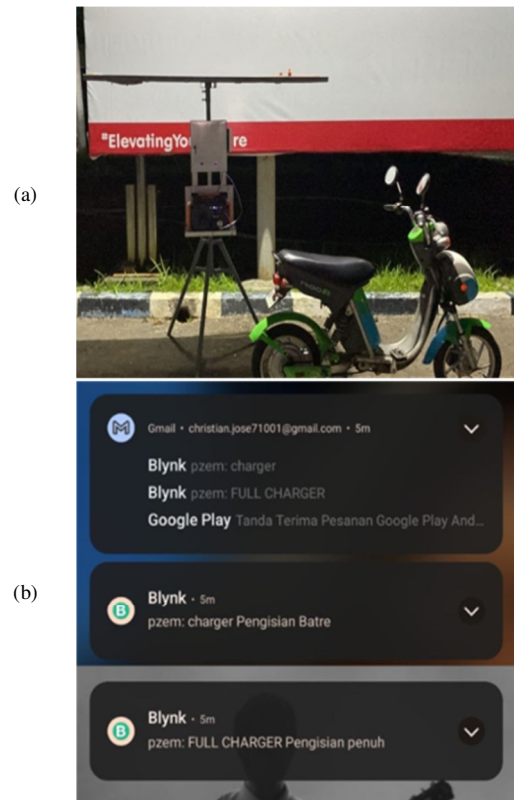 (a)
"ElevatingYo re
(b)
Gmail • christian.jose71001@gmail.com • 5m
Blynk pzem: charger
Blynk pzem: FULL CHARGER
Google Play Tanda Terima Pesanan Google Play And...
B
Blynk • 5m
pzem: charger Pengisian Batre
B
Blynk • 5m
pzem: FULL CHARGER Pengisian penuh